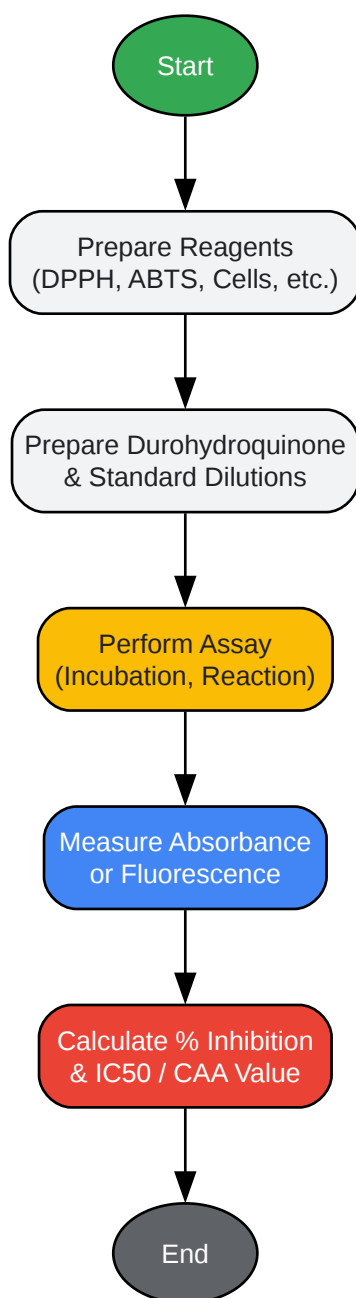 Start
Prepare Reagents
(DPPH, ABTS, Cells, etc.)
Prepare Durohydroquinone
& Standard Dilutions
Perform Assay
(Incubation, Reaction)
Measure Absorbance
or Fluorescence
Calculate % Inhibition
& IC50 / CAA Value
End